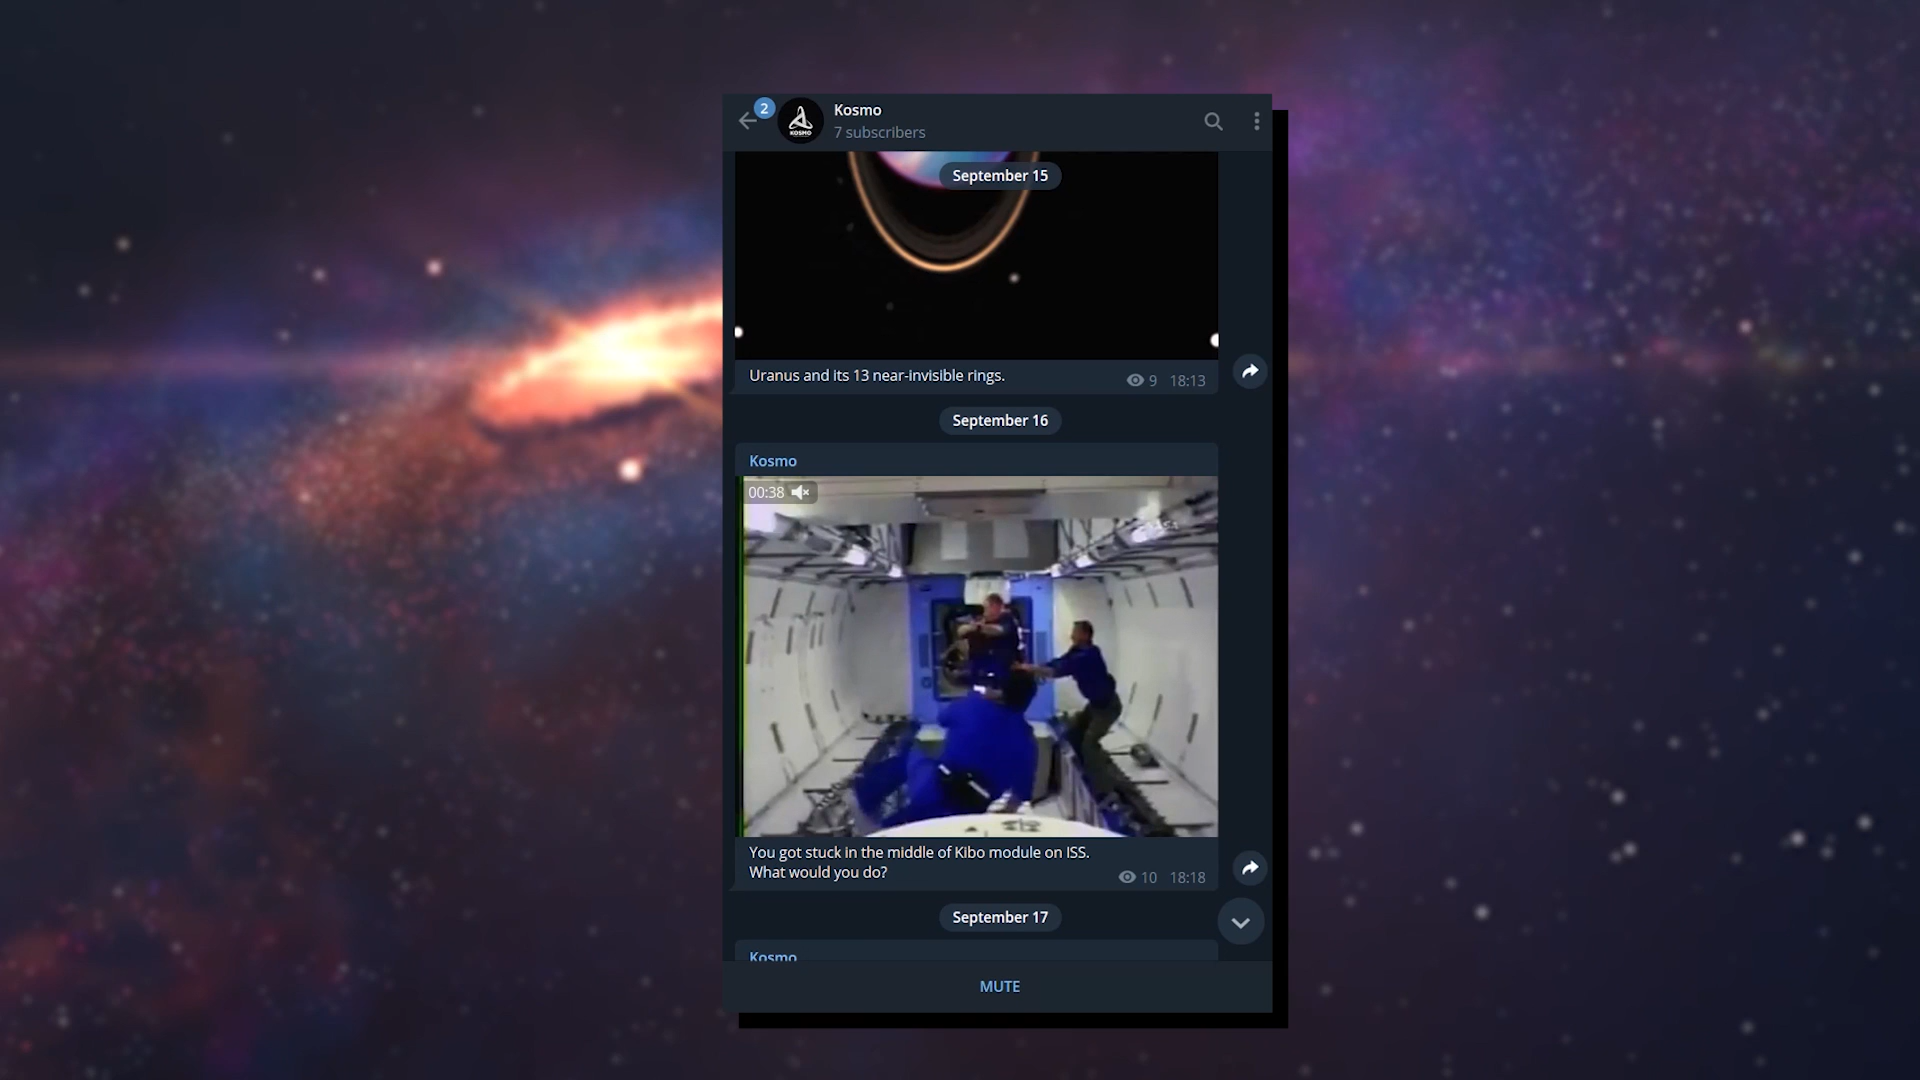 2
KOSMO
Kosmo
7 subscribers
September 15
Uranus and its 13 near-invisible rings.
9 18:13
September 16
Kosmo
00:38
You got stuck in the middle of Kibo module on ISS.
What would you do?
10 18:18
September 17
Kosmo
MUTE